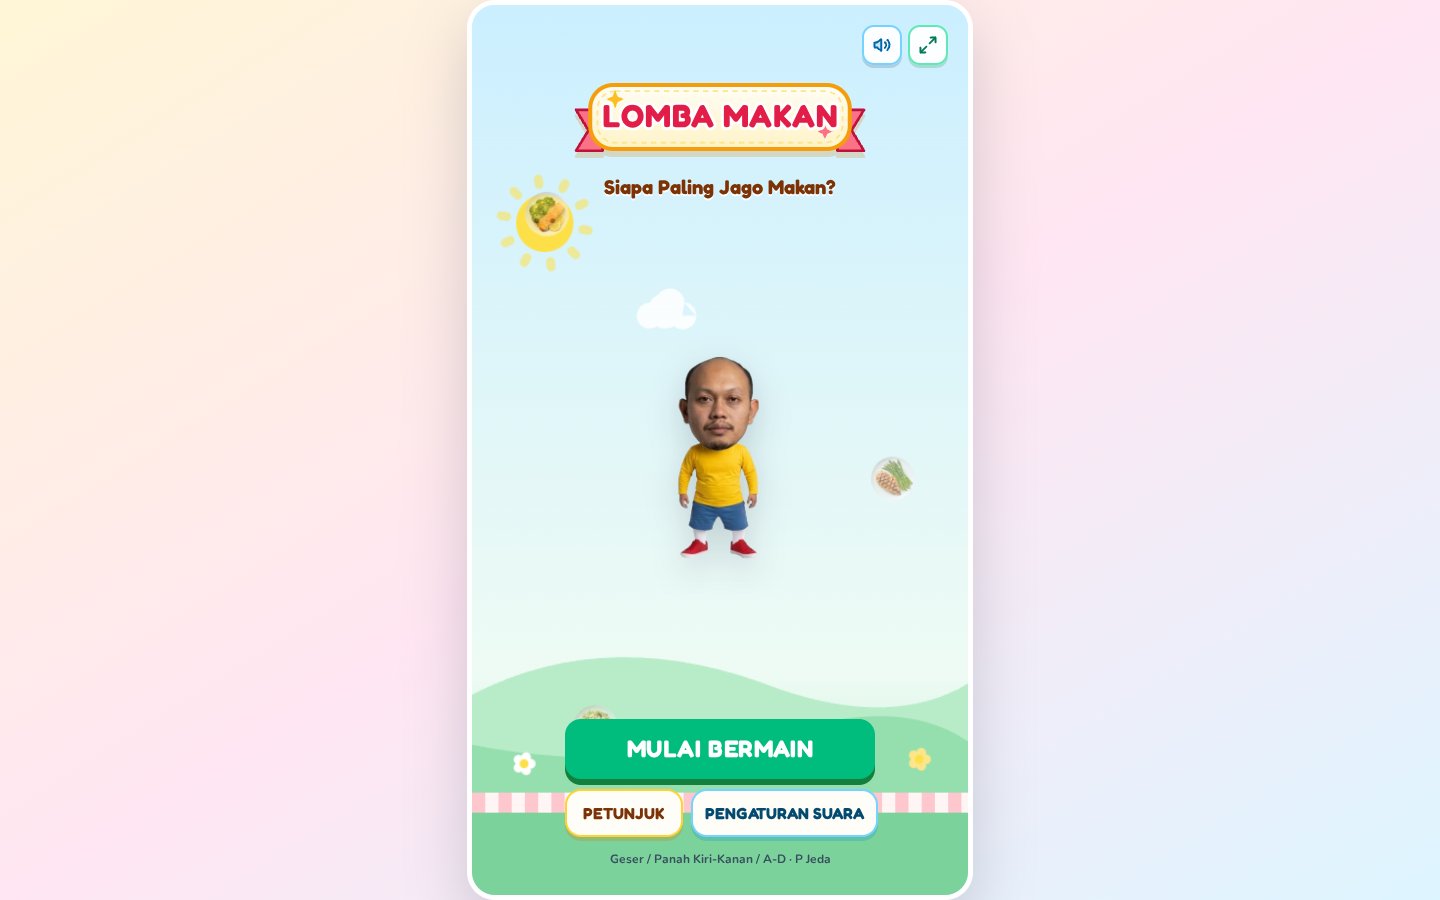 LOMBA MAKAN
Siapa Paling Jago Makan?
MULAI BERMAIN
PETUNJUK
PENGATURAN SUARA
Geser / Panah Kiri-Kanan / A-D · P Jeda